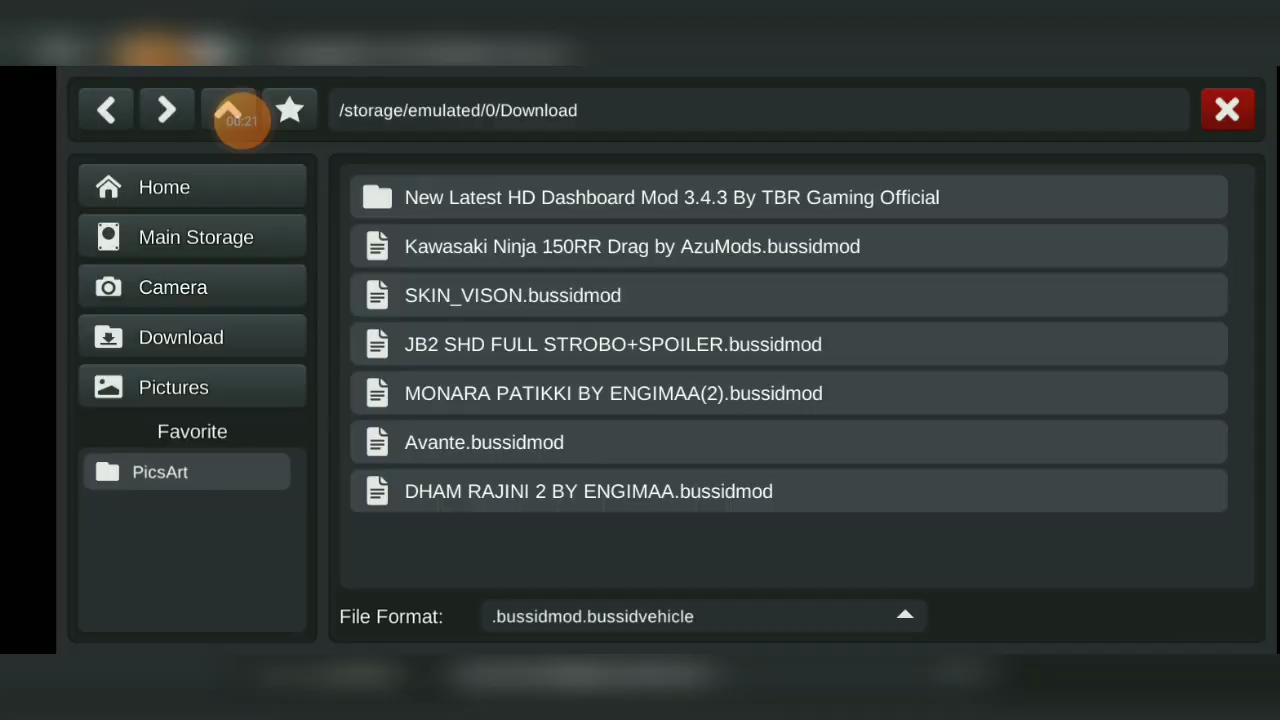 /storage/emulated/0/Download
00:21
Home
Main Storage
Camera
Download
Pictures
Favorite
PicsArt
New Latest HD Dashboard Mod 3.4.3 By TBR Gaming Official
Kawasaki Ninja 150RR Drag by AzuMods.bussidmod
SKIN_VISON.bussidmod
JB2 SHD FULL STROBO+SPOILER.bussidmod
MONARA PATIKKI BY ENGIMAA(2).bussidmod
Avante.bussidmod
DHAM RAJINI 2 BY ENGIMAA.bussidmod
File Format: .bussidmod.bussidvehicle